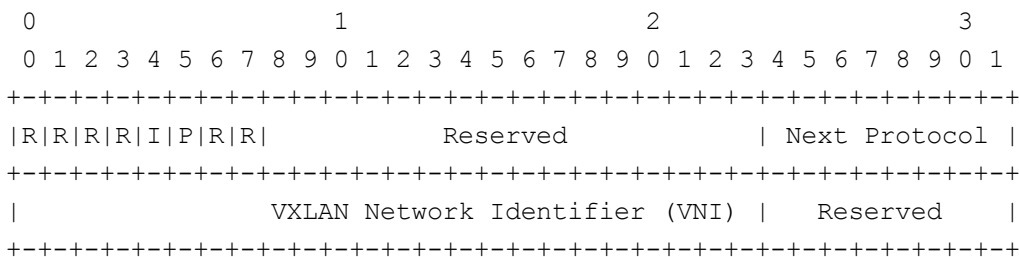 0                   1                   2                   3
 0 1 2 3 4 5 6 7 8 9 0 1 2 3 4 5 6 7 8 9 0 1 2 3 4 5 6 7 8 9 0 1
+-+-+-+-+-+-+-+-+-+-+-+-+-+-+-+-+-+-+-+-+-+-+-+-+-+-+-+-+-+-+-+-+
|R|R|R|R|I|P|R|R|           Reserved            | Next Protocol |
+-+-+-+-+-+-+-+-+-+-+-+-+-+-+-+-+-+-+-+-+-+-+-+-+-+-+-+-+-+-+-+-+
|                VXLAN Network Identifier (VNI) |   Reserved    |
+-+-+-+-+-+-+-+-+-+-+-+-+-+-+-+-+-+-+-+-+-+-+-+-+-+-+-+-+-+-+-+-+